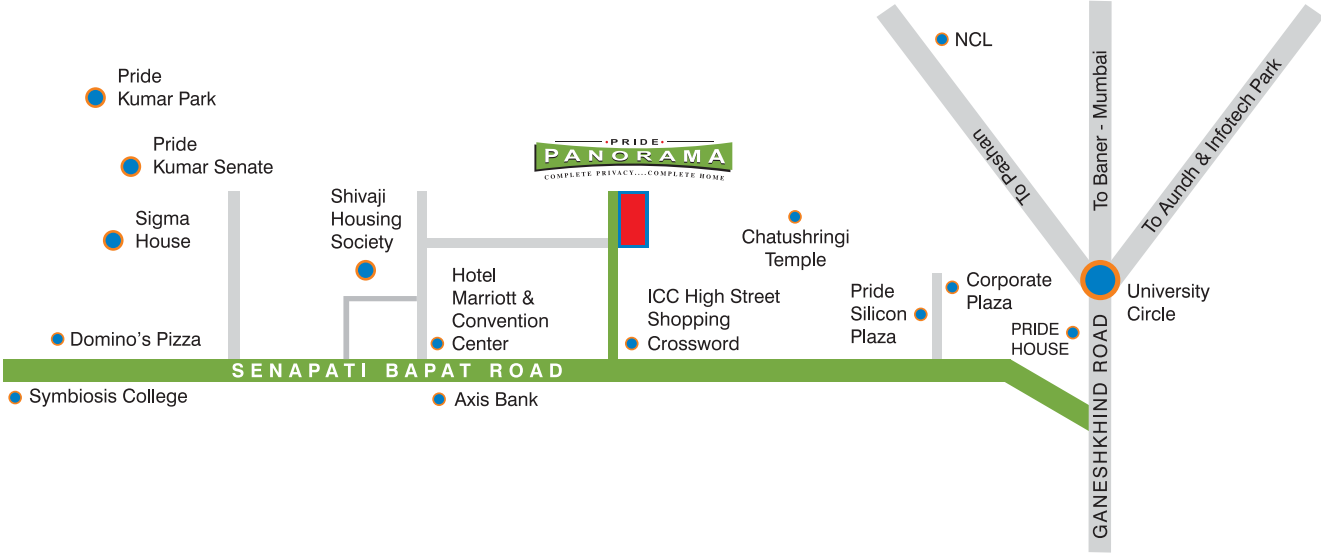 NCL
Pride
Kumar Park
Pride
Kumar Senate
Sigma
House
Shivaji
Housing
Society
• PRIDE •
PANORAMA
COMPLETE PRIVACY....COMPLETE HOME
To Pashan
To Baner - Mumbai
To Aundh & Infotech Park
Chatushringi
Temple
Hotel
Marriott &
Convention
Center
ICC High Street
Shopping
Crossword
Pride
Silicon
Plaza
Corporate
Plaza
University
Circle
PRIDE
HOUSE
Domino's Pizza
SENAPATI BAPAT ROAD
Symbiosis College
Axis Bank
GANESHKHIND ROAD